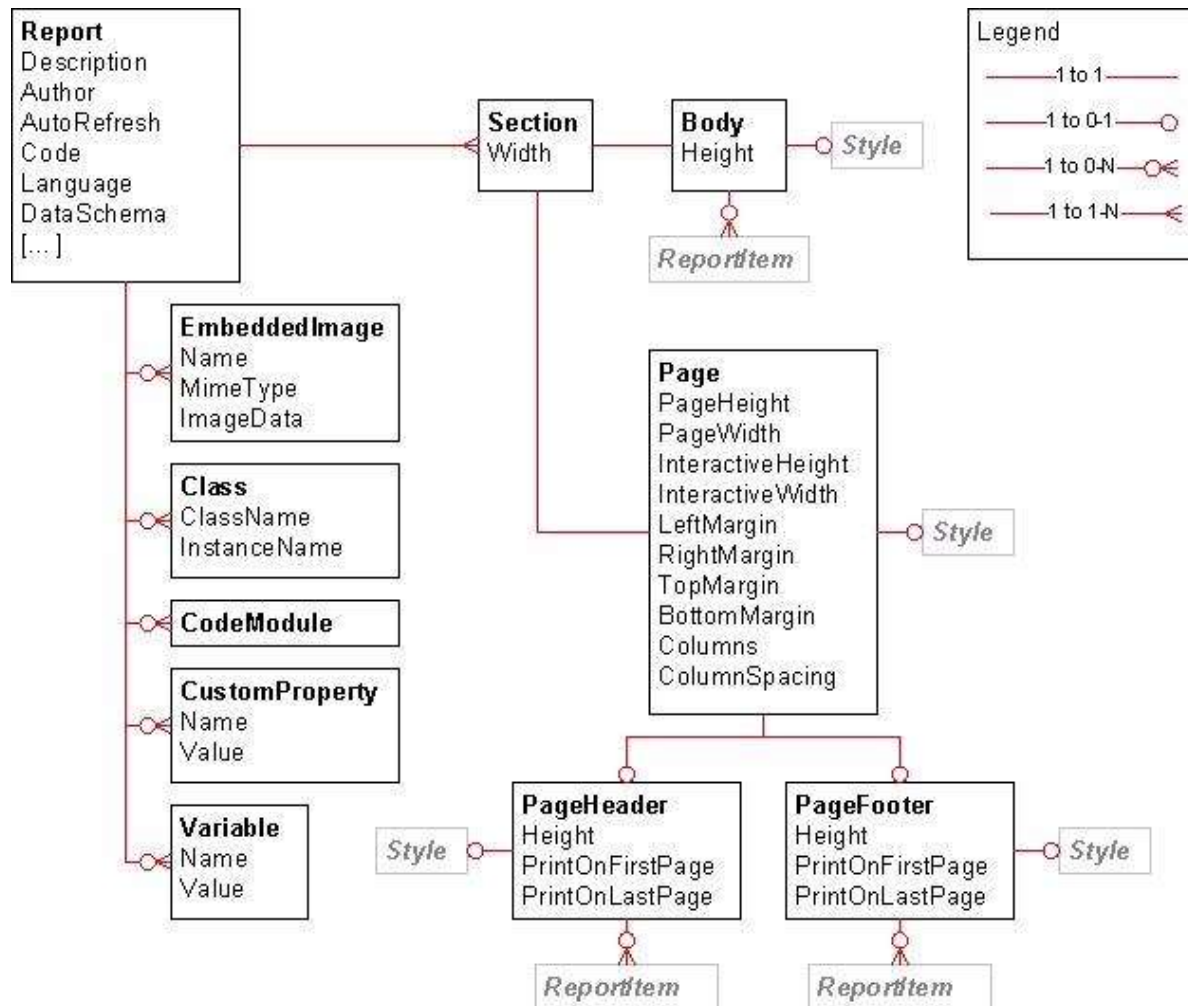 Report
Description
Author
AutoRefresh
Code
Language
DataSchema
[... ]
Section
Width
Body
Height
Style
ReportItem
Legend
1 to 1
1 to 0-1
1 to 0-N
1 to 1-N
EmbeddedImage
Name
MimeType
ImageData
Class
ClassName
InstanceName
CodeModule
CustomProperty
Name
Value
Variable
Name
Value
Page
PageHeight
PageWidth
InteractiveHeight
InteractiveWidth
LeftMargin
RightMargin
TopMargin
BottomMargin
Columns
ColumnSpacing
Style
Style
PageHeader
Height
PrintOnFirstPage
PrintOnLastPage
ReportItem
PageFooter
Height
PrintOnFirstPage
PrintOnLastPage
Style
ReportItem